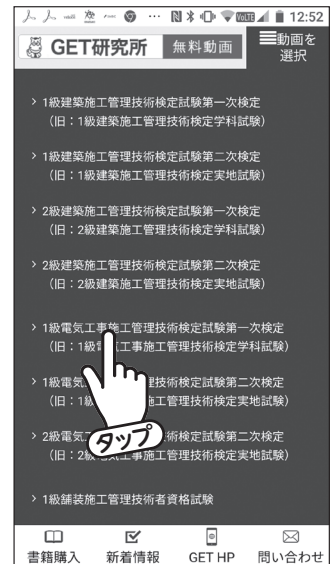 12:52
GET研究所 無料動画 動画を
選択
> 1級建築施工管理技術検定試験第一次検定
(旧:1級建築施工管理技術検定学科試験)
> 1級建築施工管理技術検定試験第二次検定
(旧:1級建築施工管理技術検定実地試験)
> 2級建築施工管理技術検定試験第一次検定
(旧:2級建築施工管理技術検定学科試験)
> 2級建築施工管理技術検定試験第二次検定
(旧:2級建築施工管理技術検定実地試験)
> 1級電気工事施工管理技術検定試験第一次検定
(旧:1級電気工事施工管理技術検定学科試験)
> 1級電気 理技術検定試験第二次検定
(旧:1級 管理技術検定実地試験)
タップ
> 2級電気 術検定試験第二次検定
(旧:2級電気工事施工管理技術検定実地試験)
> 1級舗装施工管理技術者資格試験
書籍購入 新着情報 GET HP 問い合わせ